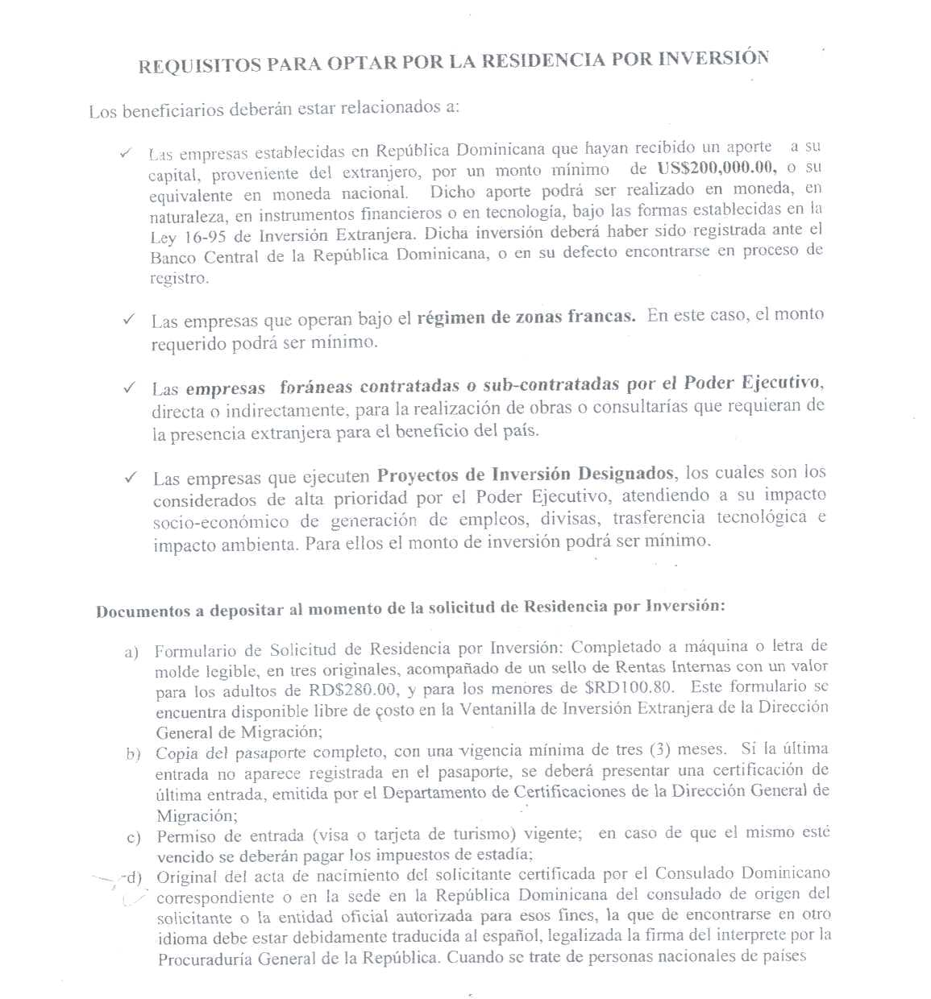 REQUISITOS PARA OPTAR POR LA RESIDENCIA POR INVERSIÓN
Los beneficiarios deberán estar relacionados a:
✓ Las empresas establecidas en República Dominicana que hayan recibido un aporte a su
capital, proveniente del extranjero, por un monto mínimo de US$200,000.00, o su
equivalente en moneda nacional. Dicho aporte podrá ser realizado en moneda, en
naturaleza, en instrumentos financieros o en tecnología, bajo las formas establecidas en la
Ley 16-95 de Inversión Extranjera. Dicha inversión deberá haber sido registrada ante el
Banco Central de la República Dominicana, o en su defecto encontrarse en proceso de
registro.
✓ Las empresas que operan bajo el régimen de zonas francas. En este caso, el monto
requerido podrá ser mínimo.
✓ Las empresas foráneas contratadas o sub-contratadas por el Poder Ejecutivo,
directa o indirectamente, para la realización de obras o consultarías que requieran de
la presencia extranjera para el beneficio del país.
✓ Las empresas que ejecuten Proyectos de Inversión Designados, los cuales son los
considerados de alta prioridad por el Poder Ejecutivo, atendiendo a su impacto
socio-económico de generación de empleos, divisas, trasferencia tecnológica e
impacto ambienta. Para ellos el monto de inversión podrá ser mínimo.
Documentos a depositar al momento de la solicitud de Residencia por Inversión:
a) Formulario de Solicitud de Residencia por Inversión: Completado a máquina o letra de
molde legible, en tres originales, acompañado de un sello de Rentas Internas con un valor
para los adultos de RD$280.00, y para los menores de $RD100.80. Este formulario se
encuentra disponible libre de costo en la Ventanilla de Inversión Extranjera de la Dirección
General de Migración;
b) Copia del pasaporte completo, con una vigencia mínima de tres (3) meses. Si la última
entrada no aparece registrada en el pasaporte, se deberá presentar una certificación de
última entrada, emitida por el Departamento de Certificaciones de la Dirección General de
Migración;
c) Permiso de entrada (visa o tarjeta de turismo) vigente; en caso de que el mismo esté
vencido se deberán pagar los impuestos de estadía;
d) Original del acta de nacimiento del solicitante certificada por el Consulado Dominicano
correspondiente o en la sede en la República Dominicana del consulado de origen del
solicitante o la entidad oficial autorizada para esos fines, la que de encontrarse en otro
idioma debe estar debidamente traducida al español, legalizada la firma del interprete por la
Procuraduría General de la República. Cuando se trate de personas nacionales de países